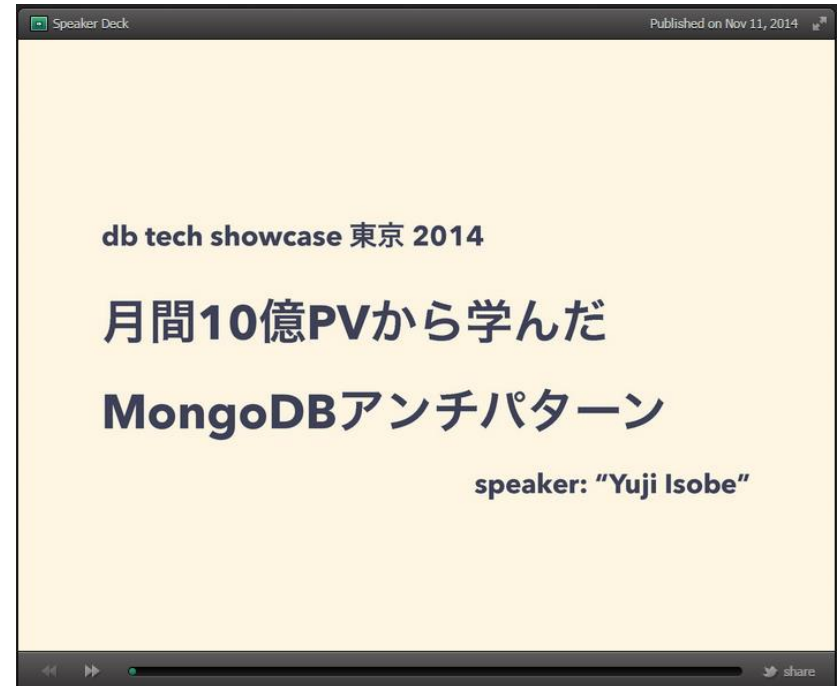 Speaker Deck
Published on Nov 11, 2014
db tech showcase 東京 2014
月間10億PVから学んだ
MongoDBアンチパターン
speaker: “Yuji Isobe”
share